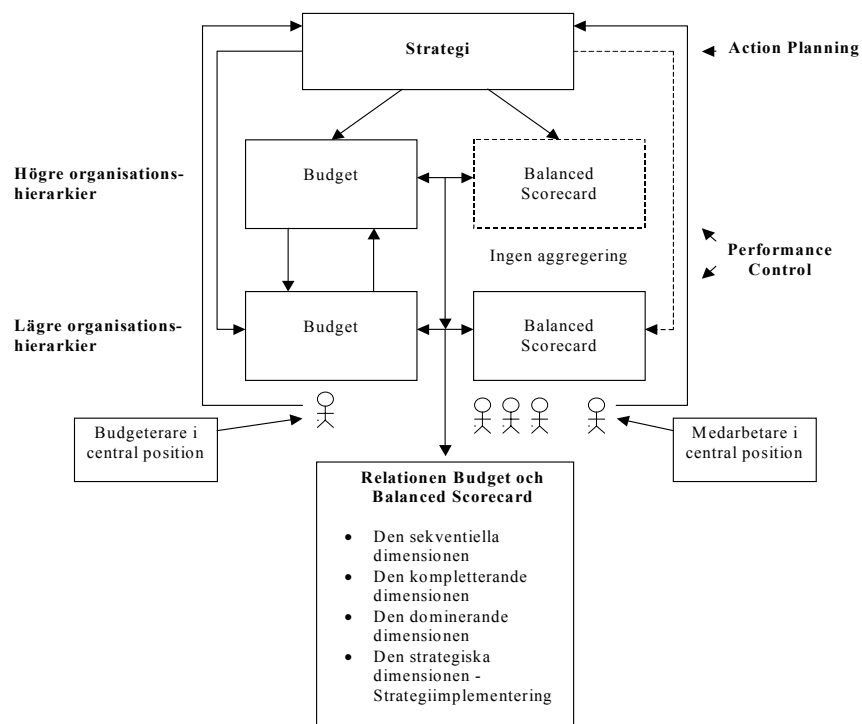 Strategi
Action Planning
Högre organisations-
hierarkier
Budget
Balanced
Scorecard
Ingen aggregering
Performance
Control
Lägre organisations-
hierarkier
Budget
Balanced
Scorecard
Budgeterare i
central position
Medarbetare i
central position
Relationen Budget och
Balanced Scorecard
• Den sekventiella
dimensionen
• Den kompletterande
dimensionen
• Den dominerande
dimensionen
• Den strategiska
dimensionen -
Strategiimplementering